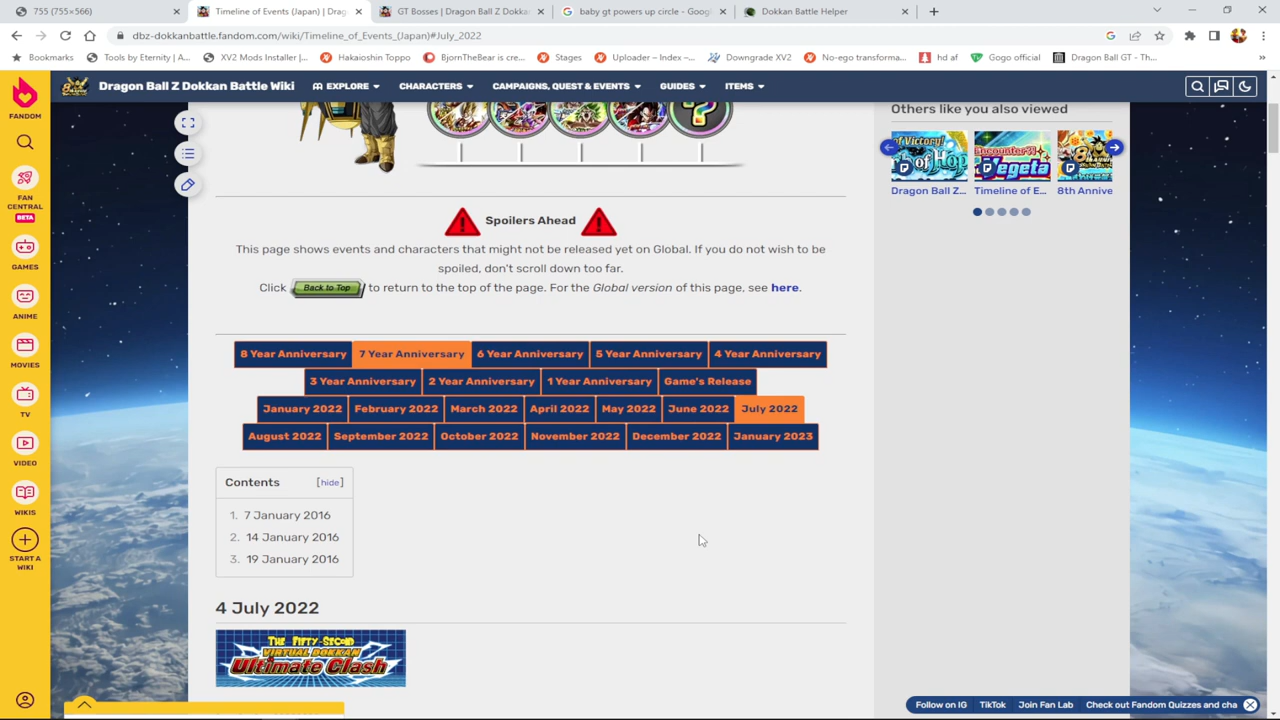 755 (755×566)
Timeline of Events (Japan) | Drag
GT Bosses | Dragon Ball Z Dokka
baby gt powers up circle - Goog
Dokkan Battle Helper
dbz-dokkanbattle.fandom.com/wiki/Timeline_of_Events_(Japan)#July_2022
Bookmarks
Tools by Eternity | A...
XV2 Mods Installer |...
Hakaioshin Toppo
BjornTheBear is cre...
Stages
Uploader – Index –...
Downgrade XV2
No-ego transforma...
hd af
Gogo official
Dragon Ball GT - Th...
FANDOM
Dragon Ball Z Dokkan Battle Wiki
EXPLORE
CHARACTERS
CAMPAIGNS, QUEST & EVENTS
GUIDES
ITEMS
FAN CENTRAL
BETA
GAMES
ANIME
MOVIES
TV
VIDEO
WIKIS
START A WIKI
Others like you also viewed
Dragon Ball Z...
Timeline of E...
8th Annive
Spoilers Ahead
This page shows events and characters that might not be released yet on Global. If you do not wish to be
spoiled, don't scroll down too far.
Click Back to Top to return to the top of the page. For the Global version of this page, see here.
8 Year Anniversary 7 Year Anniversary 6 Year Anniversary 5 Year Anniversary 4 Year Anniversary
3 Year Anniversary 2 Year Anniversary 1 Year Anniversary Game's Release
January 2022 February 2022 March 2022 April 2022 May 2022 June 2022 July 2022
August 2022 September 2022 October 2022 November 2022 December 2022 January 2023
Contents [hide]
1. 7 January 2016
2. 14 January 2016
3. 19 January 2016
4 July 2022
THE FIFTY-SECOND
VIRTUAL DOKKAN
Ultimate Clash
Follow on IG TikTok Join Fan Lab Check out Fandom Quizzes and cha